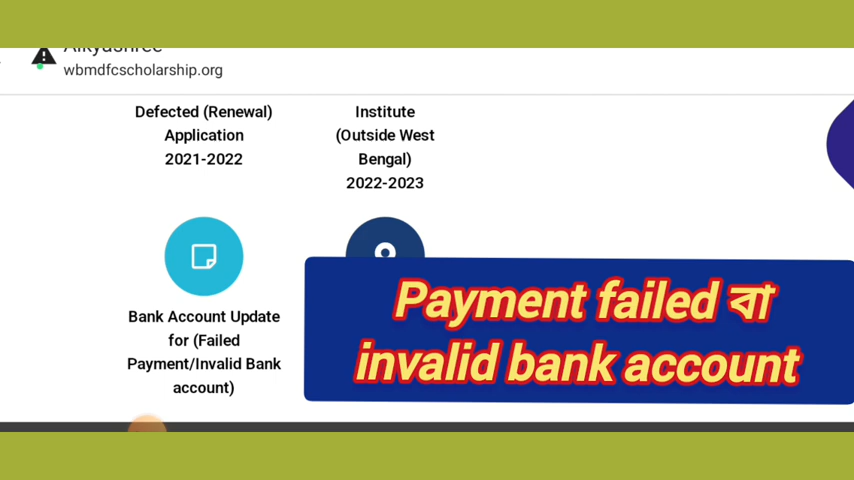 Aikyashree
wbmdfcscholarship.org
Defected (Renewal)
Application
2021-2022
Institute
(Outside West
Bengal)
2022-2023
Bank Account Update
for (Failed
Payment/Invalid Bank
account)
Payment failed বা
invalid bank account